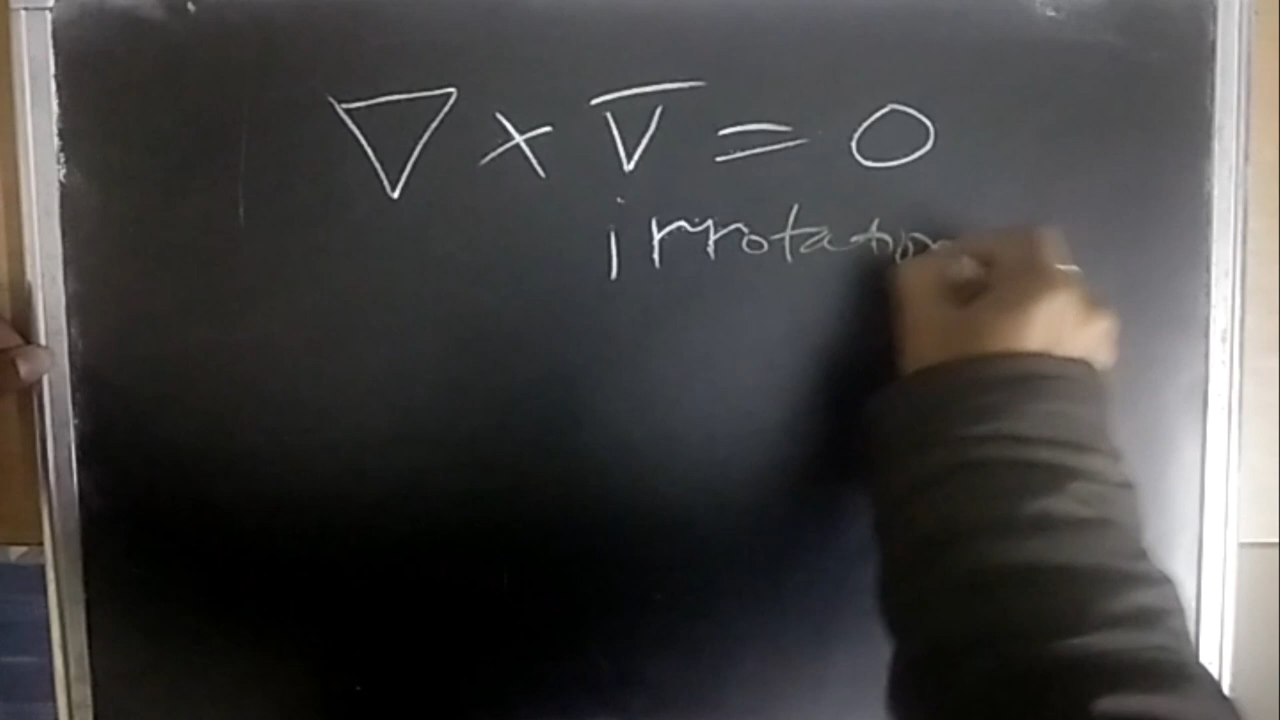 ∇ × V̅ = 0
irrotation